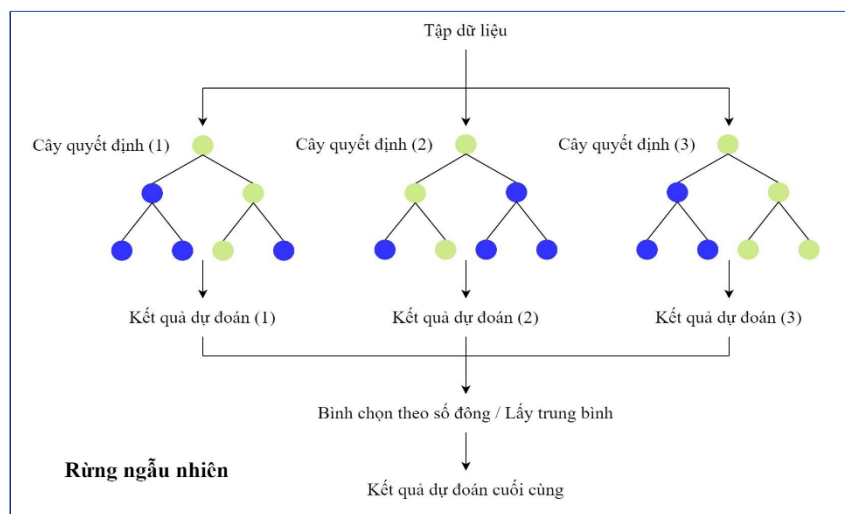 Tập dữ liệu
Cây quyết định (1)
Cây quyết định (2)
Cây quyết định (3)
Kết quả dự đoán (1)
Kết quả dự đoán (2)
Kết quả dự đoán (3)
Bình chọn theo số đông / Lấy trung bình
Rừng ngẫu nhiên
Kết quả dự đoán cuối cùng